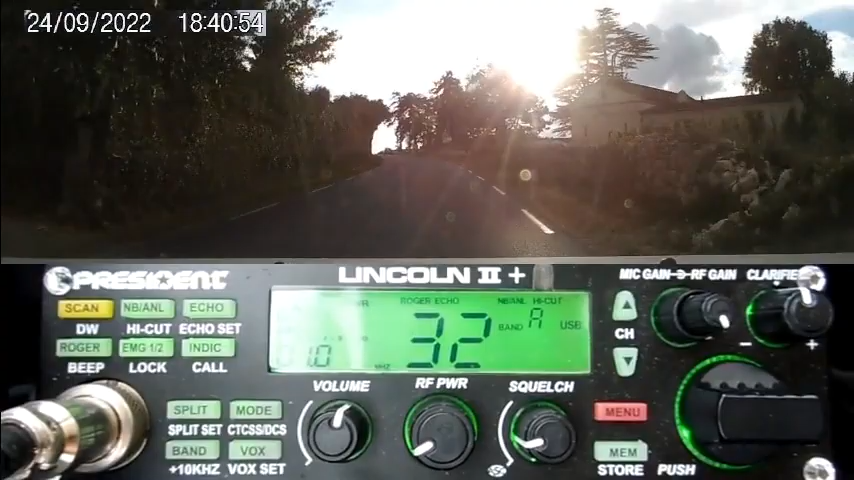 24/09/2022 18:40:54
PRESIDENT LINCOLN II + MIC GAIN RF GAIN CLARIFIER
SCAN NB/ANL ECHO
DW HI-CUT ECHO SET
ROGER EMG 1/2 INDIC
BEEP LOCK CALL
ROGER ECHO NB/ANL HI-CUT
32 BAND A USB
CH
- +
VOLUME RF PWR SQUELCH
SPLIT MODE
SPLIT SET CTCSS/DCS
BAND VOX
+10KHZ VOX SET
MENU
MEM
STORE PUSH